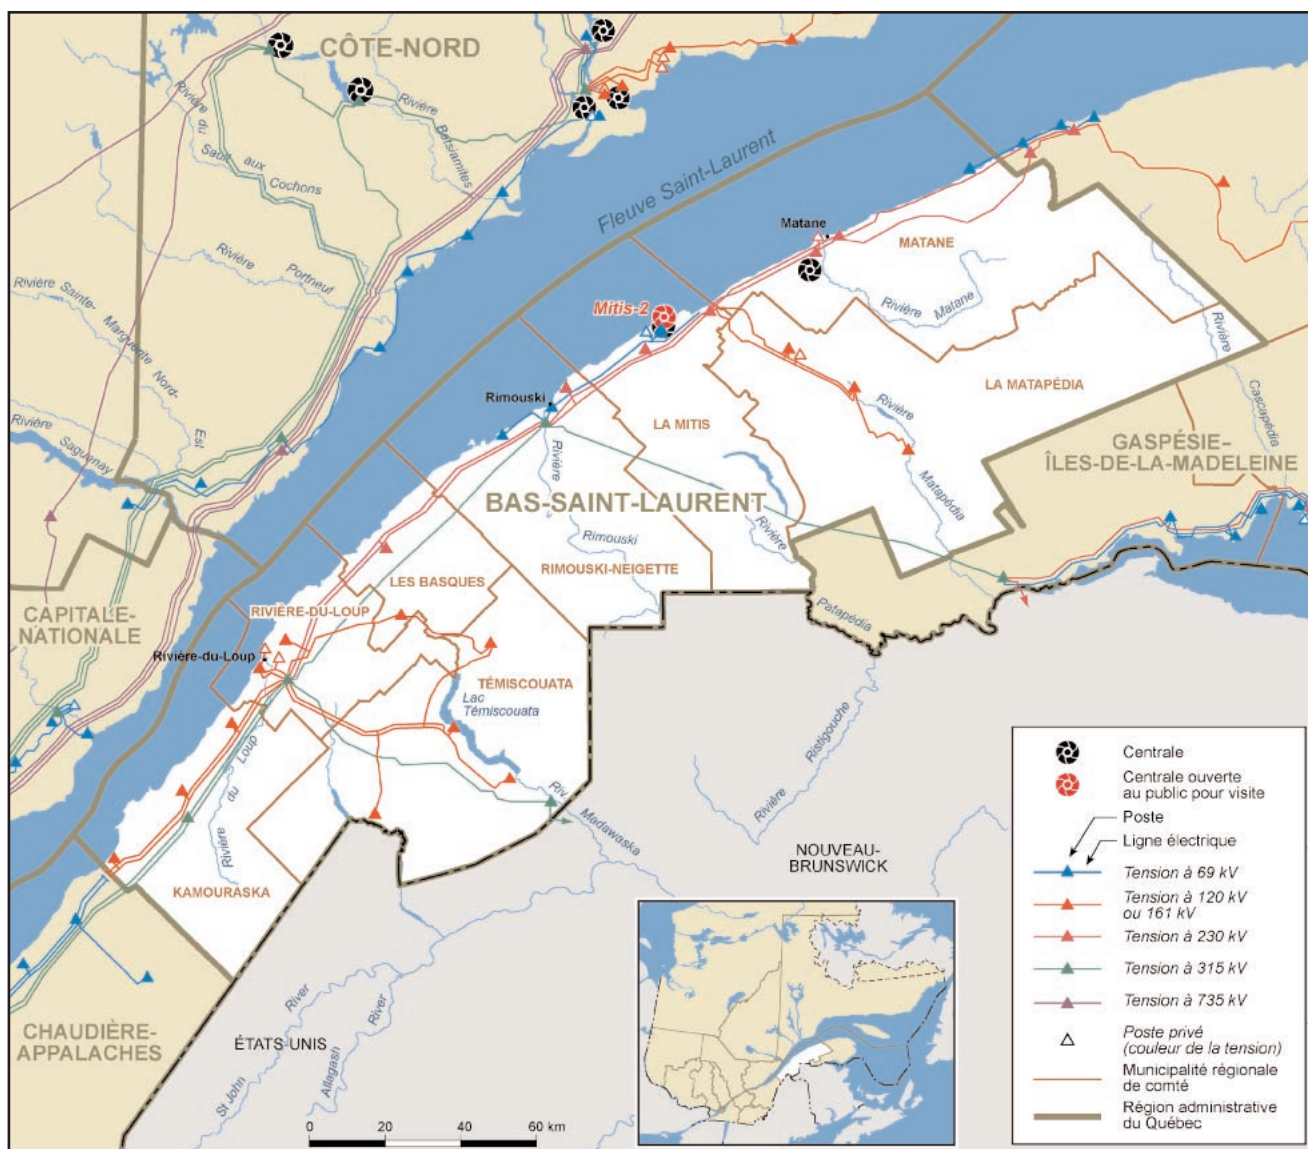 CÔTE-NORD
Rivière
Betsiamites
Rivière du
Sault aux
Cochons
Fleuve Saint-Laurent
Matane
MATANE
Rivière
Portneuf
Rivière
Matane
Rivière
Sainte-
Marguerite Nord-
Est
Mitis-2
Rivière
Cascapédia
LA MATAPÉDIA
Rimouski
LA MITIS
Rivière
Matapédia
GASPÉSIE–
ÎLES-DE-LA-MADELEINE
Rivière
Saguenay
BAS-SAINT-LAURENT
Rivière
Rimouski
Rivière
Patapédia
RIMOUSKI-NEIGETTE
LES BASQUES
RIVIÈRE-DU-LOUP
CAPITALE-
NATIONALE
Rivière-du-Loup
TÉMISCOUATA
Lac
Témiscouata
Rivière du Loup
Riv.
Madawaska
Rivière
Ristigouche
KAMOURASKA
NOUVEAU-
BRUNSWICK
CHAUDIÈRE-
APPALACHES
ÉTATS-UNIS
St John
River
Allagash
River
0 20 40 60 km
Centrale
Centrale ouverte
au public pour visite
Poste
Ligne électrique
Tension à 69 kV
Tension à 120 kV
ou 161 kV
Tension à 230 kV
Tension à 315 kV
Tension à 735 kV
Poste privé
(couleur de la tension)
Municipalité régionale
de comté
Région administrative
du Québec